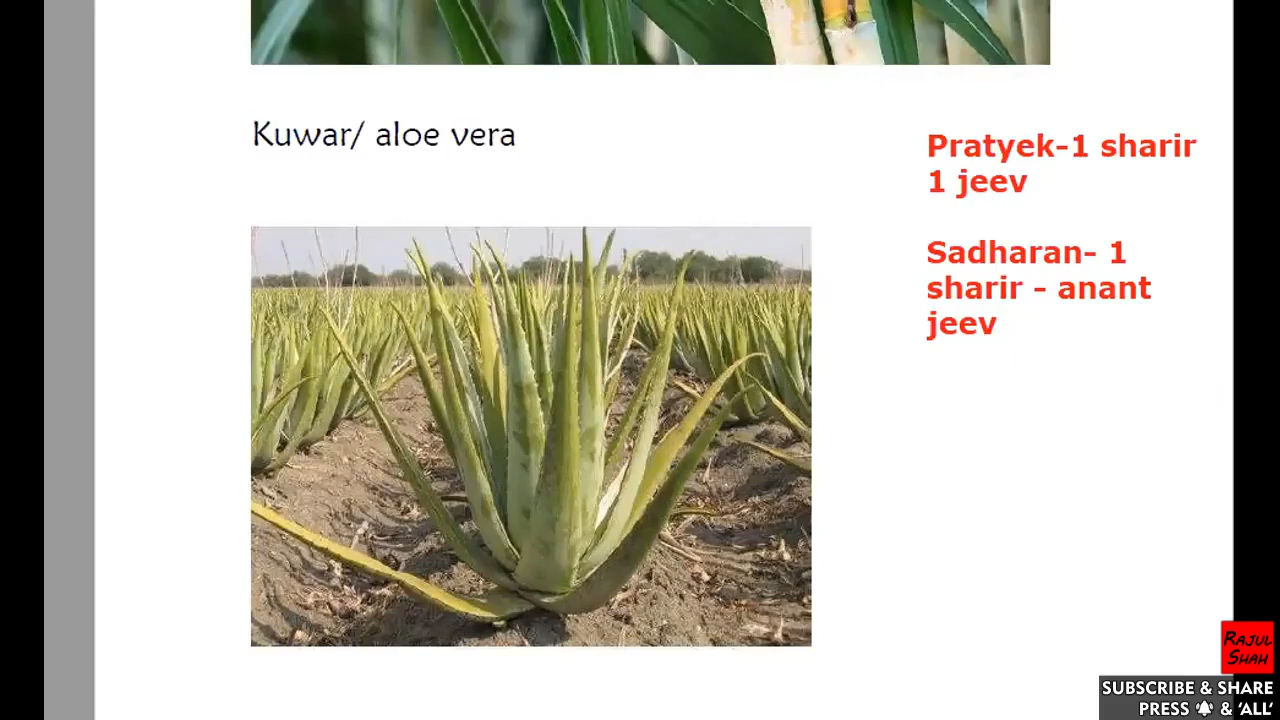 Kuwar/ aloe vera
Pratyek-1 sharir
1 jeev
Sadharan- 1
sharir - anant
jeev
RAJUL
SHAH
SUBSCRIBE & SHARE
PRESS 🔔 & ‘ALL’